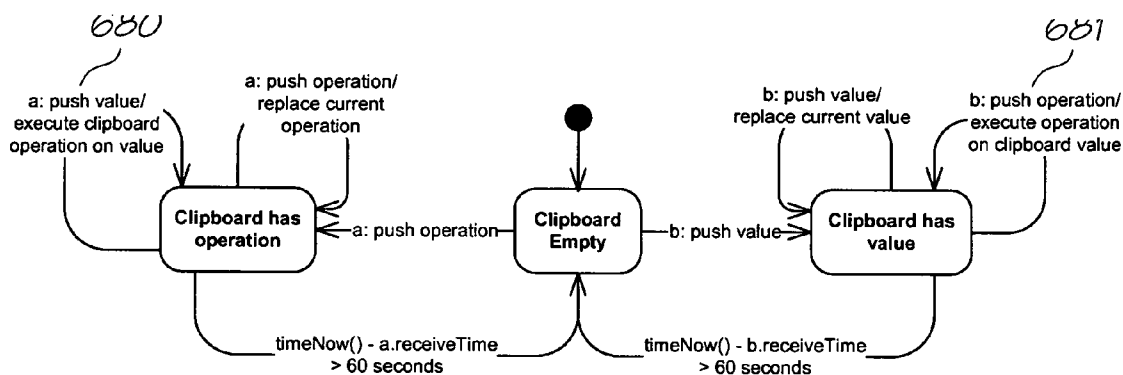 680
681
a: push value/
execute clipboard
operation on value
a: push operation/
replace current
operation
b: push value/
replace current value
b: push operation/
execute operation
on clipboard value
Clipboard has
operation
a: push operation
Clipboard
Empty
b: push value
Clipboard has
value
timeNow() - a.receiveTime
> 60 seconds
timeNow() - b.receiveTime
> 60 seconds